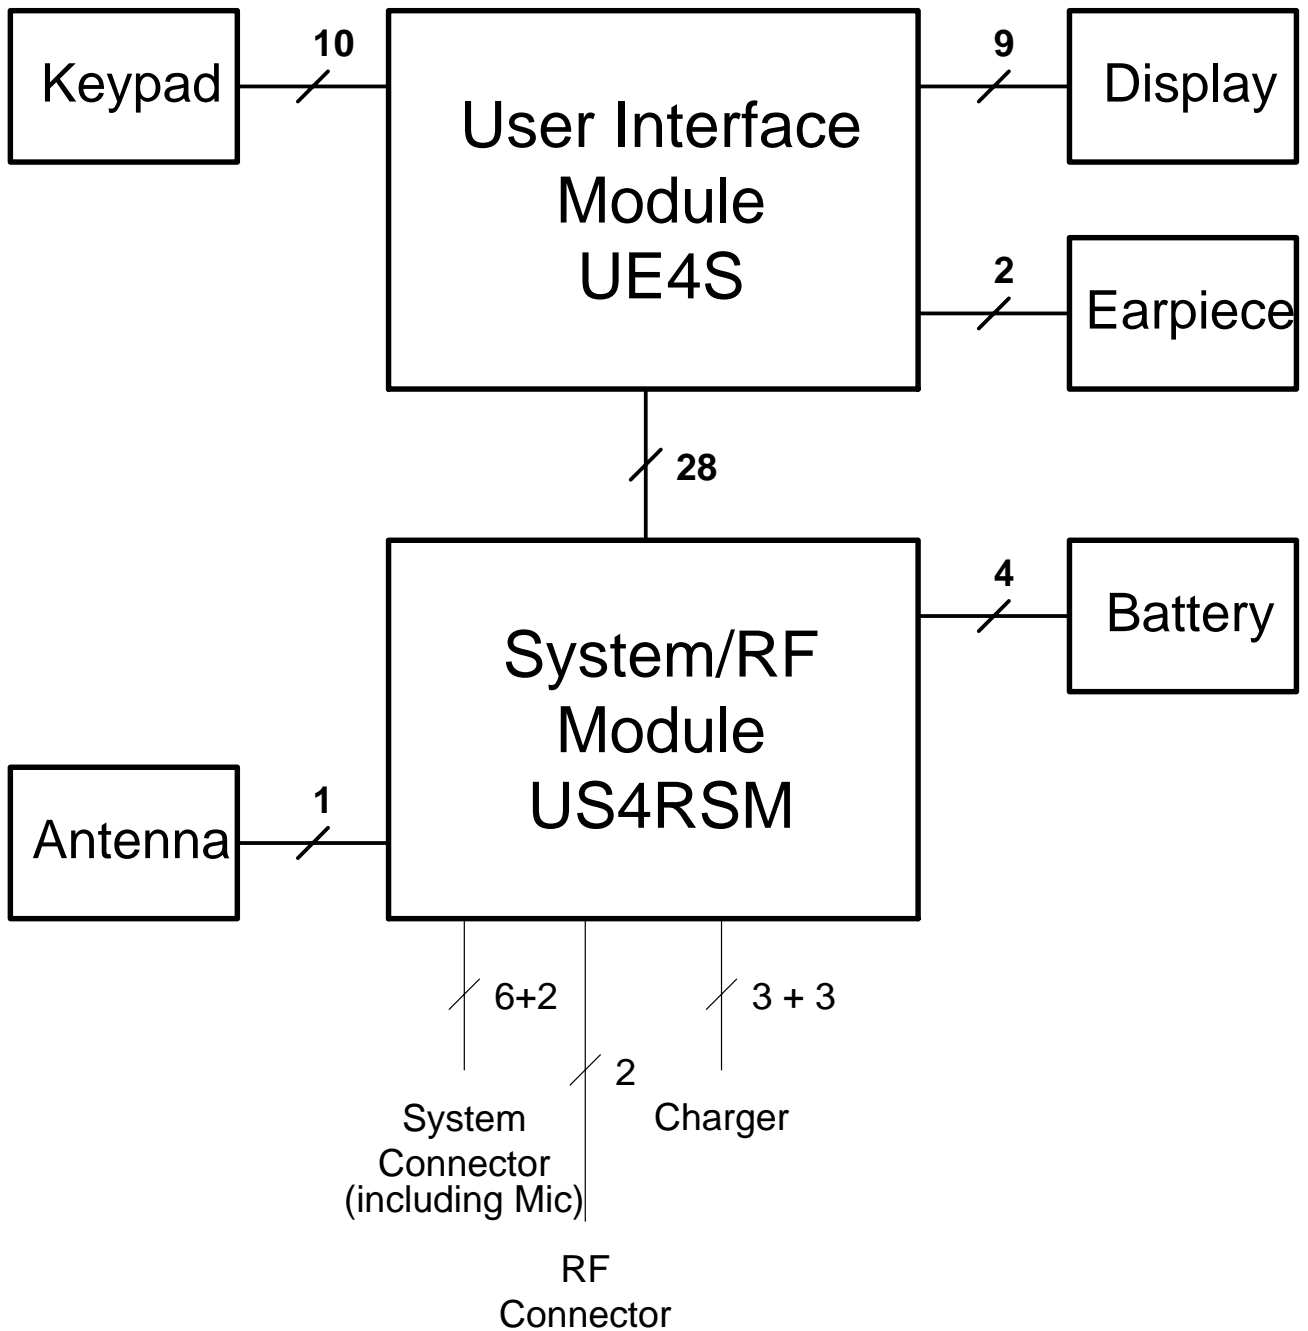 10
9
Keypad
Display
User Interface
Module
UE4S
2
Earpiece
28
4
Battery
System/RF
Module
US4RSM
1
Antenna
6+2
3 + 3
2
System
Connector
(including Mic)
Charger
RF
Connector